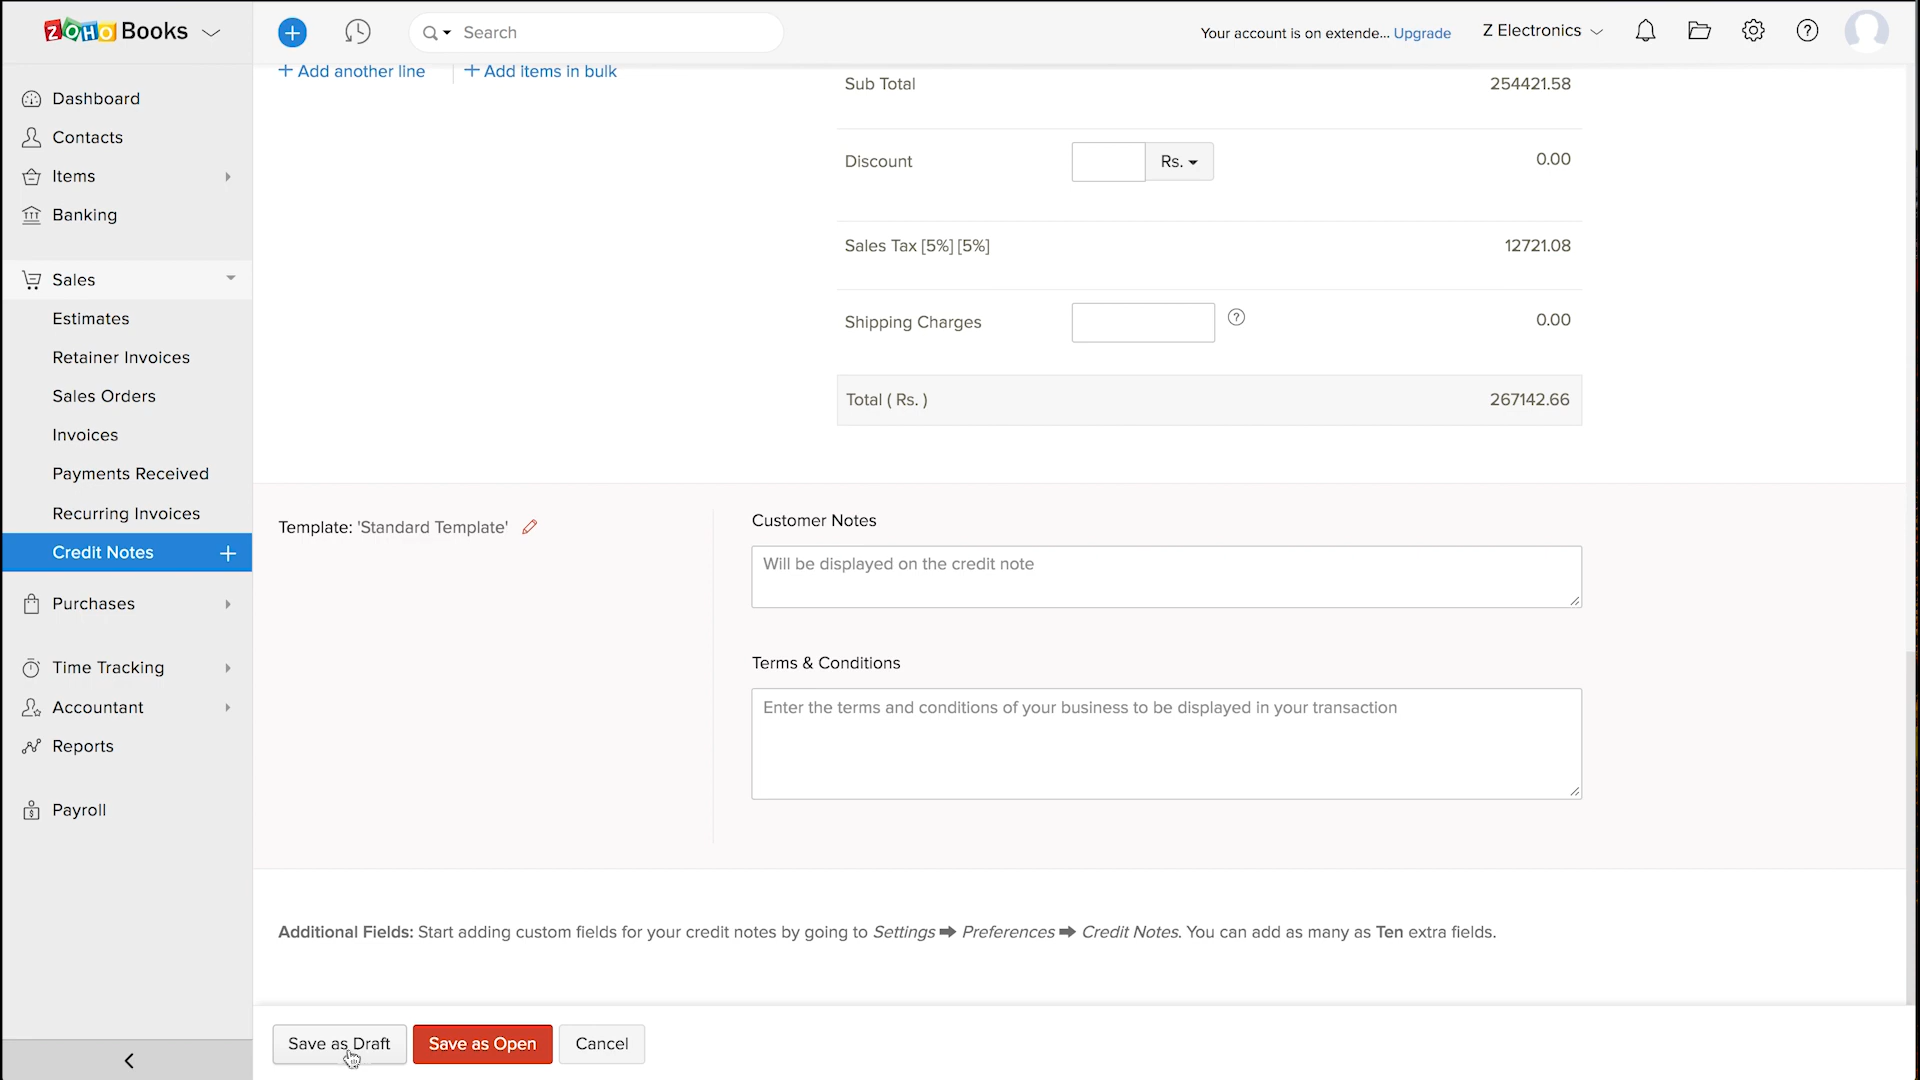 ZOHO Books
Search
Your account is on extende... Upgrade
Z Electronics
Dashboard
Contacts
Items
Banking
Sales
Estimates
Retainer Invoices
Sales Orders
Invoices
Payments Received
Recurring Invoices
Credit Notes
Purchases
Time Tracking
Accountant
Reports
Payroll
+ Add another line
+ Add items in bulk
Sub Total 254421.58
Discount Rs. 0.00
Sales Tax [5%] [5%] 12721.08
Shipping Charges ? 0.00
Total ( Rs. ) 267142.66
Template: 'Standard Template'
Customer Notes
Will be displayed on the credit note
Terms & Conditions
Enter the terms and conditions of your business to be displayed in your transaction
Additional Fields: Start adding custom fields for your credit notes by going to Settings ➡ Preferences ➡ Credit Notes. You can add as many as Ten extra fields.
Save as Draft
Save as Open
Cancel